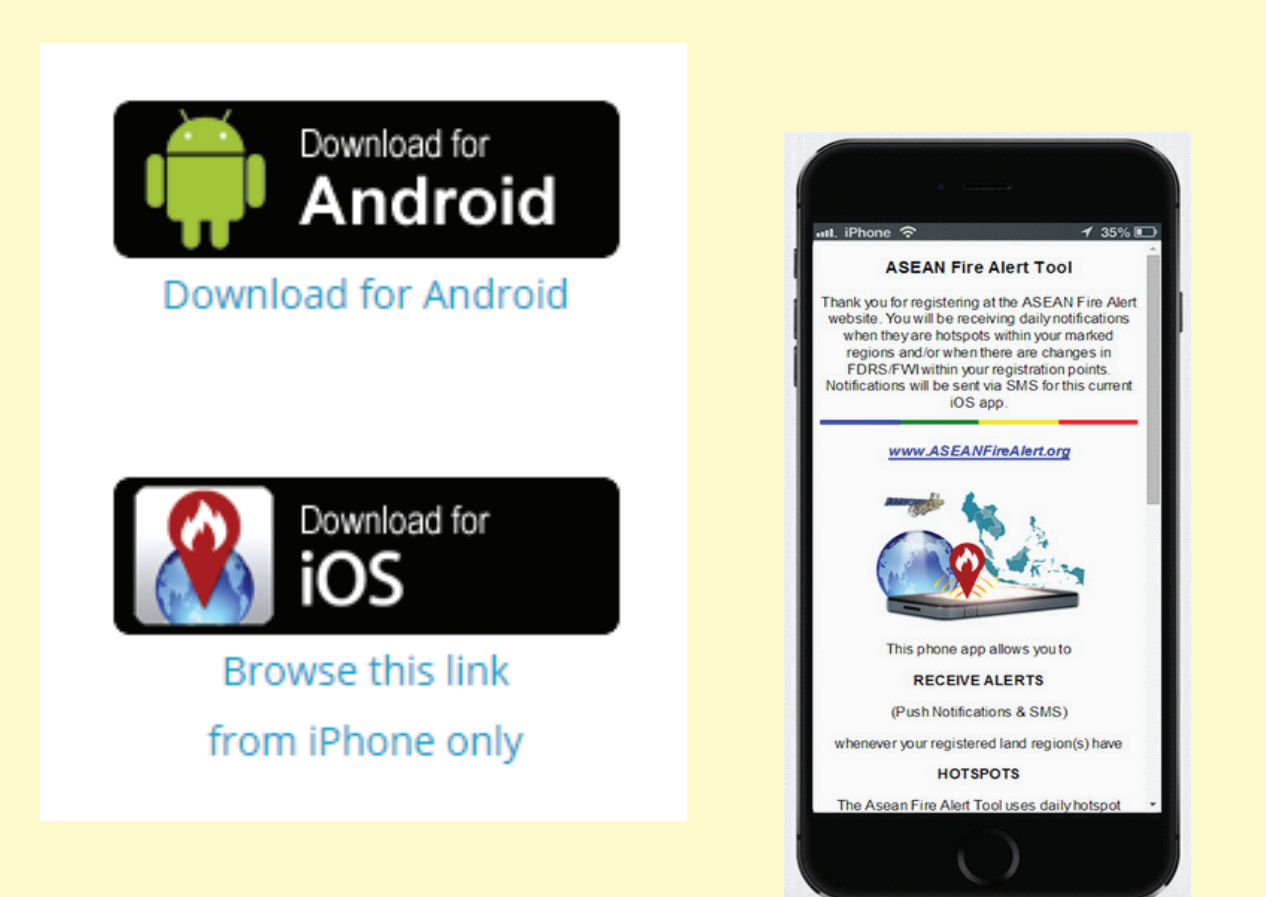 Download for
Android
Download for Android
Download for
iOS
Browse this link
from iPhone only
iPhone
35%
ASEAN Fire Alert Tool
Thank you for registering at the ASEAN Fire Alert
website. You will be receiving daily notifications
when they are hotspots within your marked
regions and/or when there are changes in
FDRS/FWI within your registration points.
Notifications will be sent via SMS for this current
iOS app.
www.ASEANFireAlert.org
This phone app allows you to
RECEIVE ALERTS
(Push Notifications & SMS)
whenever your registered land region(s) have
HOTSPOTS
The Asean Fire Alert Tool uses daily hotspot